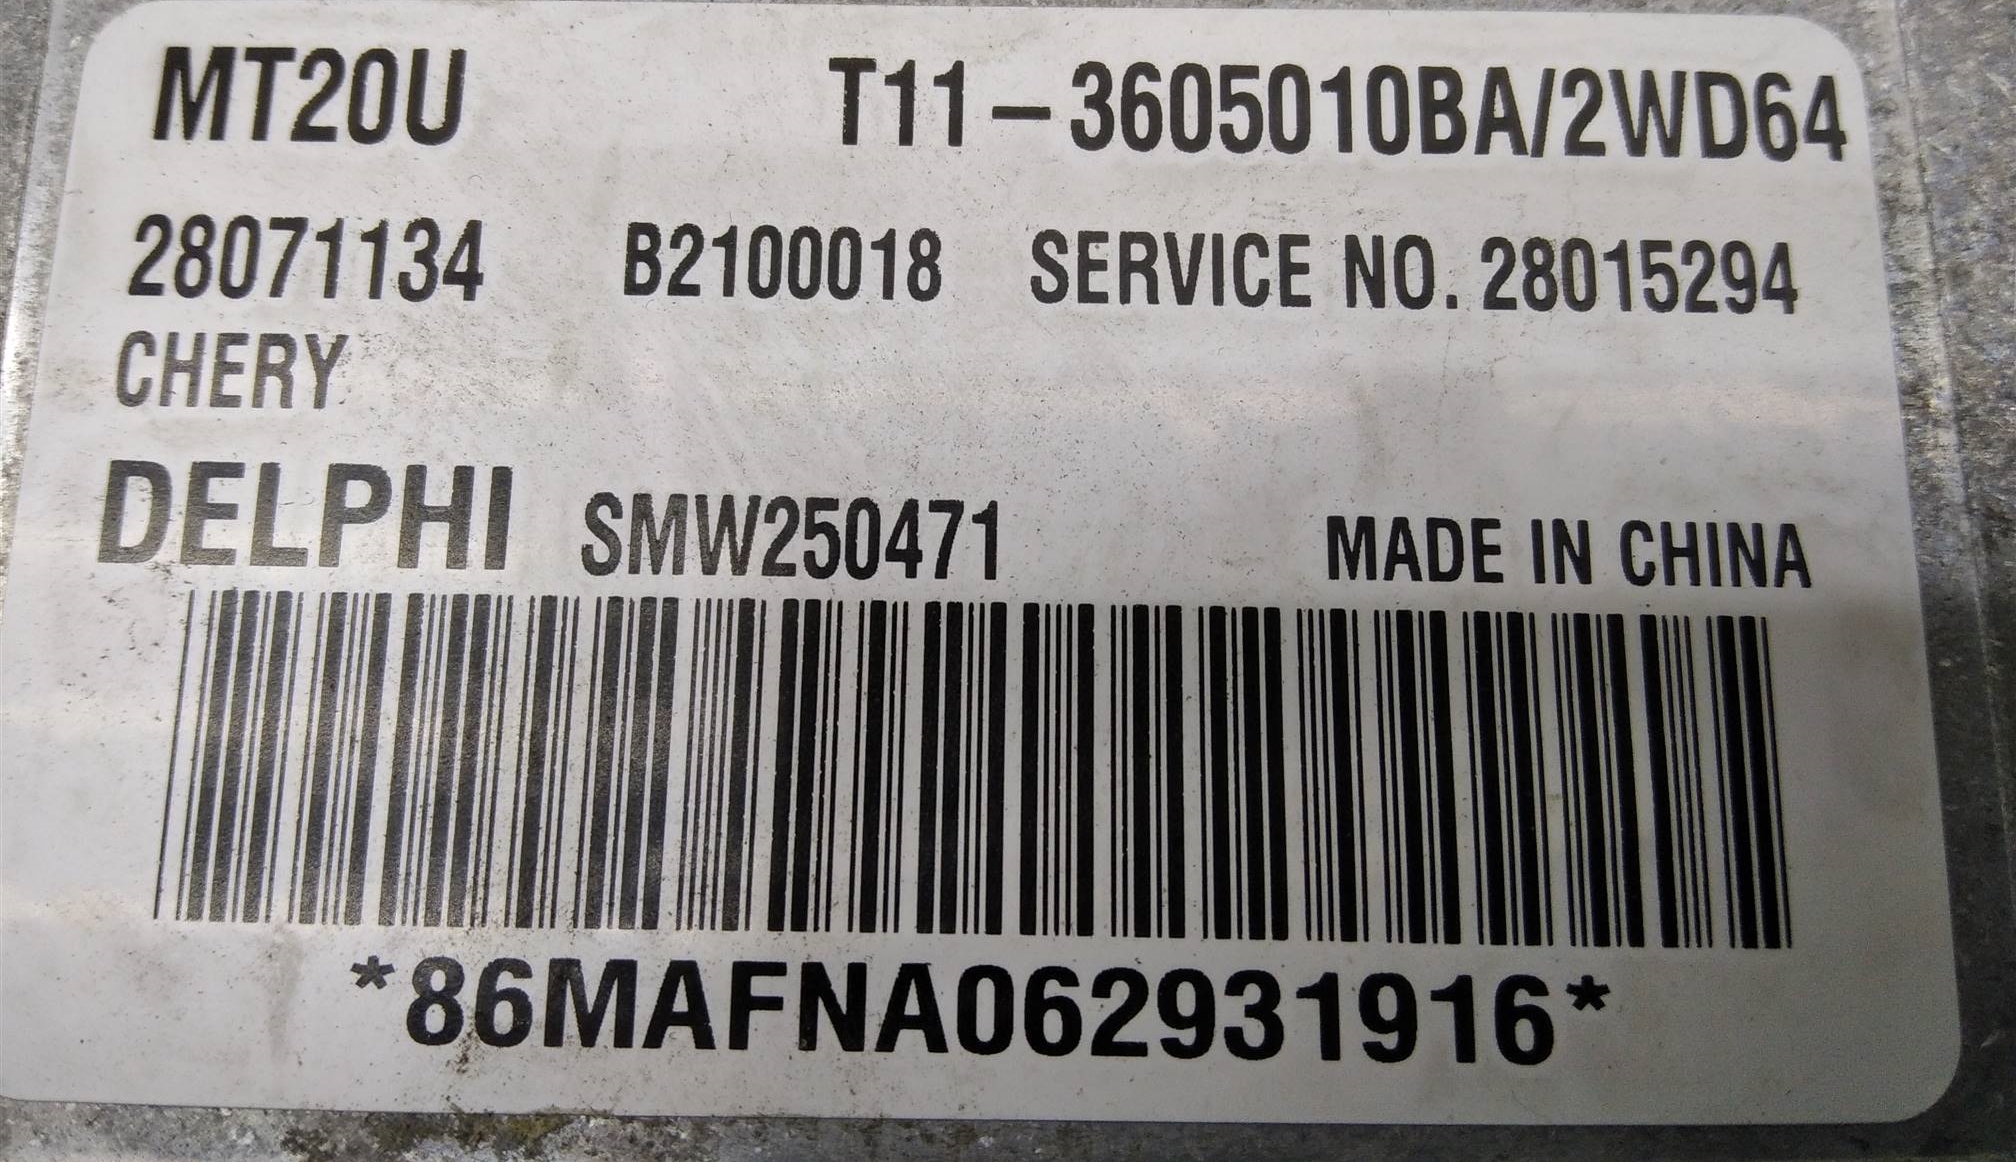 MT20U T11-3605010BA/2WD64
28071134 B2100018 SERVICE NO. 28015294
CHERY
DELPHI SMW250471 MADE IN CHINA
*86MAFNA062931916*